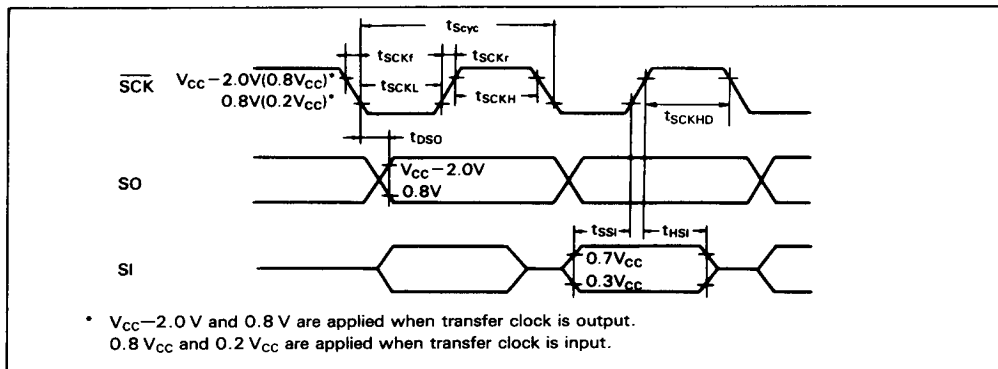 tScyc
tSCKf tSCKr
SCK VCC−2.0V(0.8VCC)* tSCKL
0.8V(0.2VCC)* tSCKH tSCKHD
tDSO
SO VCC−2.0V
0.8V
tSSI tHSI
SI 0.7VCC
0.3VCC
* VCC−2.0 V and 0.8 V are applied when transfer clock is output.
0.8 VCC and 0.2 VCC are applied when transfer clock is input.